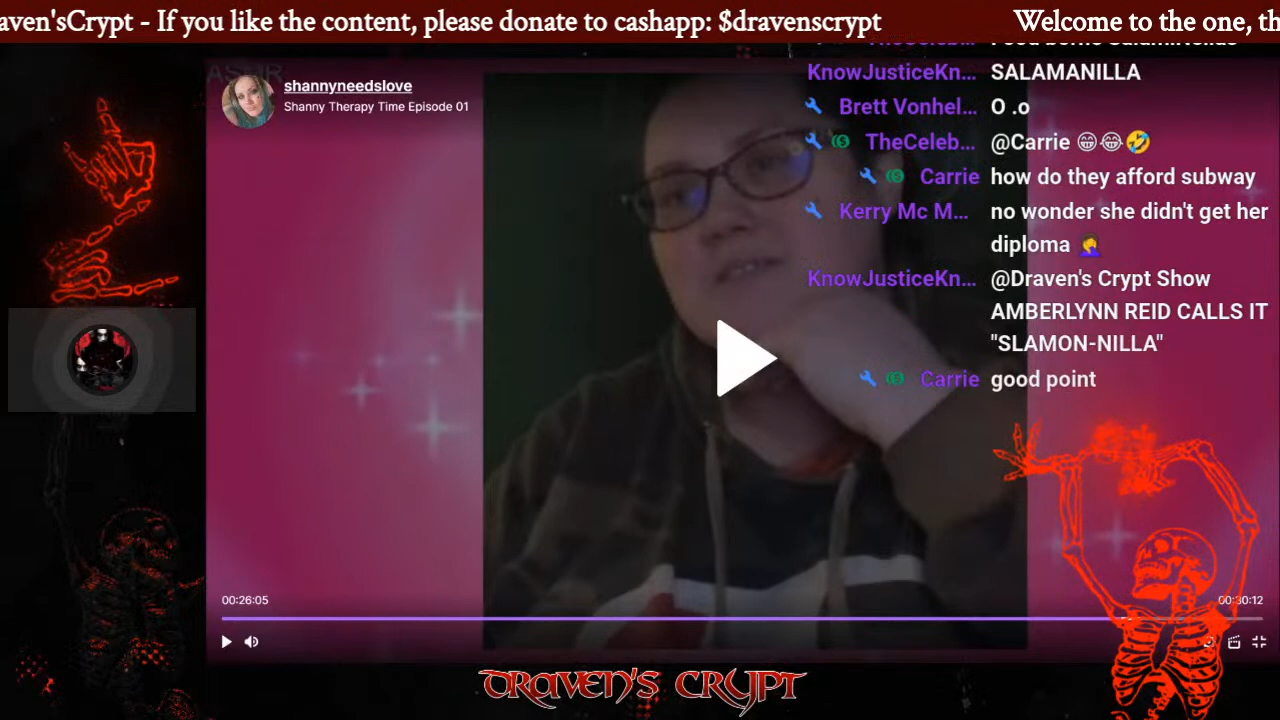 aven'sCrypt - If you like the content, please donate to cashapp: $dravenscrypt
Welcome to the one, th
ASMR
shannyneedslove
Shanny Therapy Time Episode 01
KnowJusticeKn... SALAMANILLA
Brett Vonhel... O .o
TheCeleb... @Carrie 😁😂🤣
Carrie how do they afford subway
Kerry Mc M... no wonder she didn't get her
diploma 🤦‍♀️
KnowJusticeKn... @Draven's Crypt Show
AMBERLYNN REID CALLS IT
"SLAMON-NILLA"
Carrie good point
00:26:05
00:30:12
DRAVEN'S CRYPT